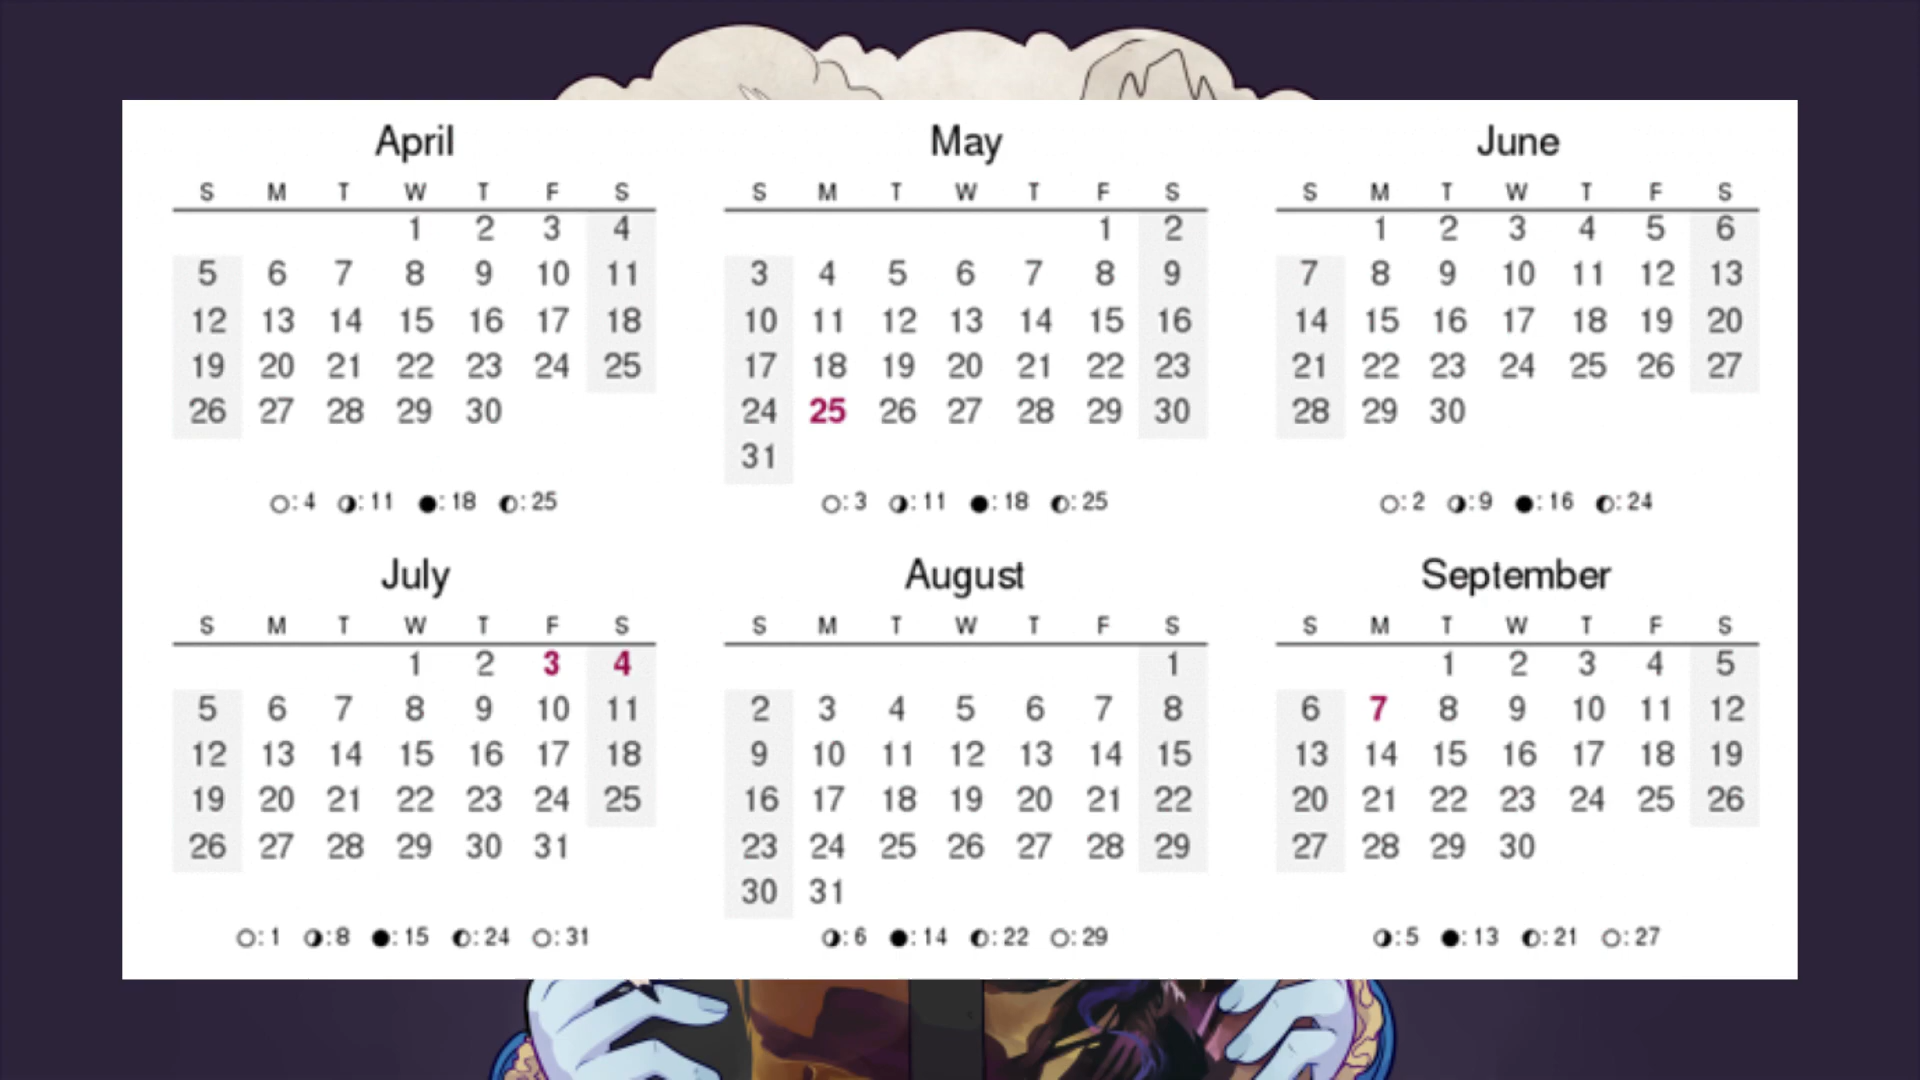 April
S M T W T F S
1 2 3 4
5 6 7 8 9 10 11
12 13 14 15 16 17 18
19 20 21 22 23 24 25
26 27 28 29 30
○: 4 ◑: 11 ●: 18 ◐: 25
May
S M T W T F S
1 2
3 4 5 6 7 8 9
10 11 12 13 14 15 16
17 18 19 20 21 22 23
24 25 26 27 28 29 30
31
○: 3 ◑: 11 ●: 18 ◐: 25
June
S M T W T F S
1 2 3 4 5 6
7 8 9 10 11 12 13
14 15 16 17 18 19 20
21 22 23 24 25 26 27
28 29 30
○: 2 ◑: 9 ●: 16 ◐: 24
July
S M T W T F S
1 2 3 4
5 6 7 8 9 10 11
12 13 14 15 16 17 18
19 20 21 22 23 24 25
26 27 28 29 30 31
○: 1 ◑: 8 ●: 15 ◐: 24 ○: 31
August
S M T W T F S
1
2 3 4 5 6 7 8
9 10 11 12 13 14 15
16 17 18 19 20 21 22
23 24 25 26 27 28 29
30 31
◑: 6 ●: 14 ◐: 22 ○: 29
September
S M T W T F S
1 2 3 4 5
6 7 8 9 10 11 12
13 14 15 16 17 18 19
20 21 22 23 24 25 26
27 28 29 30
◑: 5 ●: 13 ◐: 21 ○: 27